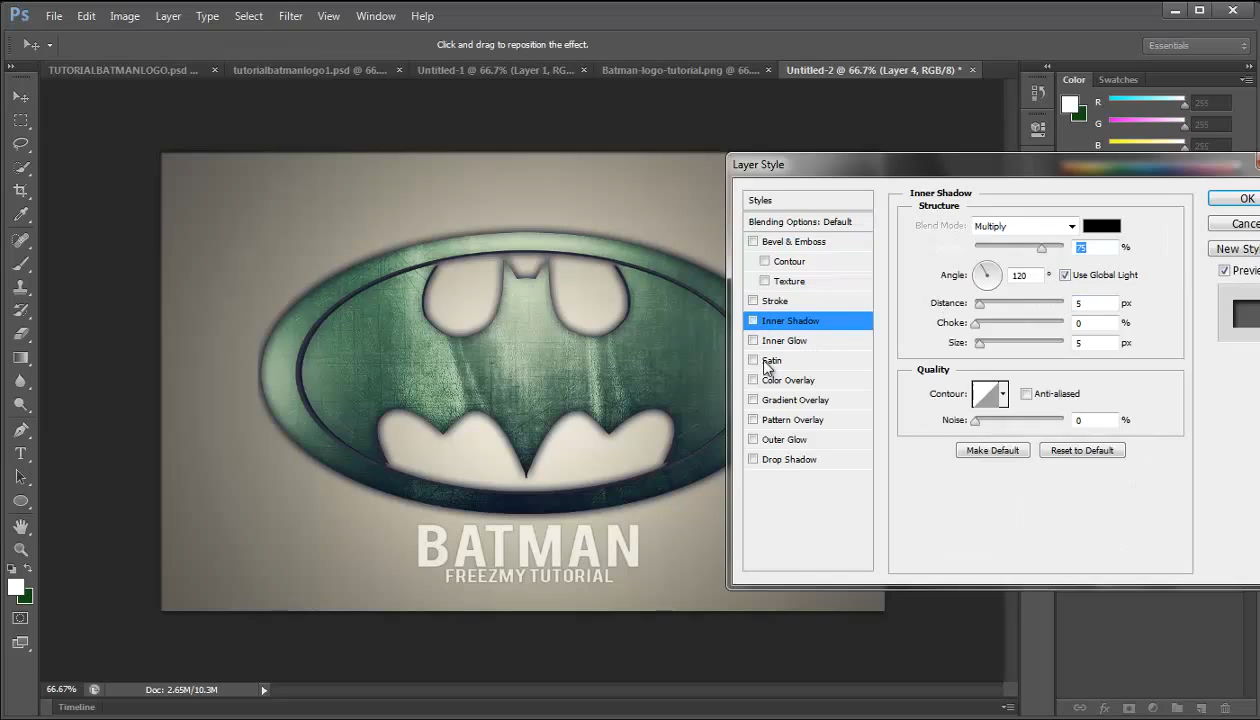 Ps File Edit Image Layer Type Select Filter View Window Help
Click and drag to reposition the effect.
Essentials
TUTORIALBATMANLOGO.psd ... ×
tutorialbatmanlogo1.psd @ 66.... ×
Untitled-1 @ 66.7% (Layer 1, RG... ×
Batman-logo-tutorial.png @ 66.... ×
Untitled-2 @ 66.7% (Layer 4, RGB/8) * ×
Color Swatches
R 255
G 255
B 255
Layer Style
Styles
Blending Options: Default
Bevel & Emboss
Contour
Texture
Stroke
Inner Shadow
Inner Glow
Satin
Color Overlay
Gradient Overlay
Pattern Overlay
Outer Glow
Drop Shadow
Inner Shadow
Structure
Blend Mode: Multiply
75 %
Angle: 120 ° Use Global Light
Distance: 5 px
Choke: 0 %
Size: 5 px
Quality
Contour: Anti-aliased
Noise: 0 %
Make Default Reset to Default
OK
Cance
New Sty
Previe
BATMAN
FREEZMY TUTORIAL
66.67% Doc: 2.65M/10.3M
Timeline
fx